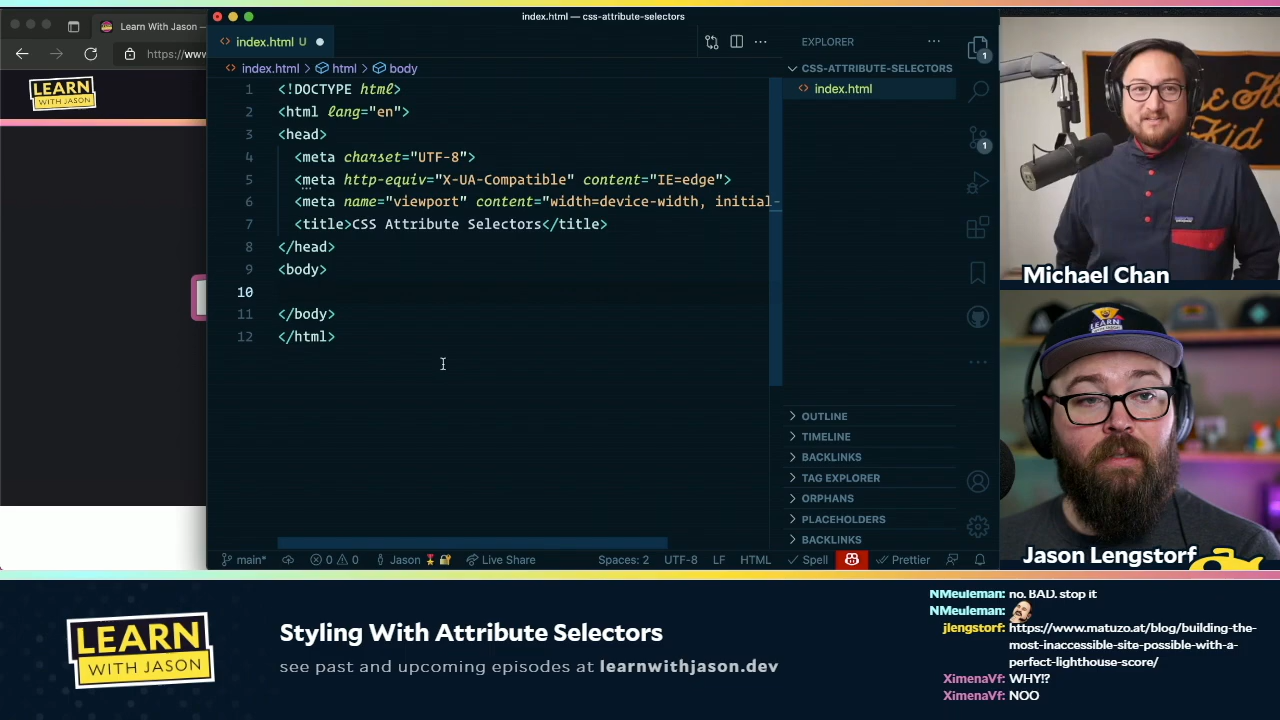 index.html — css-attribute-selectors
Learn With Jason —
https://www
LEARN
WITH JASON
index.html U
index.html
html
body
1 <!DOCTYPE html>
2 <html lang="en">
3 <head>
4 <meta charset="UTF-8">
5 <meta http-equiv="X-UA-Compatible" content="IE=edge">
6 <meta name="viewport" content="width=device-width, initial-
7 <title>CSS Attribute Selectors</title>
8 </head>
9 <body>
10
11 </body>
12 </html>
EXPLORER
CSS-ATTRIBUTE-SELECTORS
index.html
OUTLINE
TIMELINE
BACKLINKS
TAG EXPLORER
ORPHANS
PLACEHOLDERS
BACKLINKS
1
1
main*
0
0
Jason
Live Share
Spaces: 2
UTF-8
LF
HTML
Spell
Prettier
Kid
Michael Chan
LEARN
Jason Lengstorf
LEARN
WITH JASON
Styling With Attribute Selectors
see past and upcoming episodes at learnwithjason.dev
NMeuleman: no. BAD. stop it
NMeuleman:
jlengstorf: https://www.matuzo.at/blog/building-the-
most-inaccessible-site-possible-with-a-
perfect-lighthouse-score/
XimenaVf: WHY!?
XimenaVf: NOO